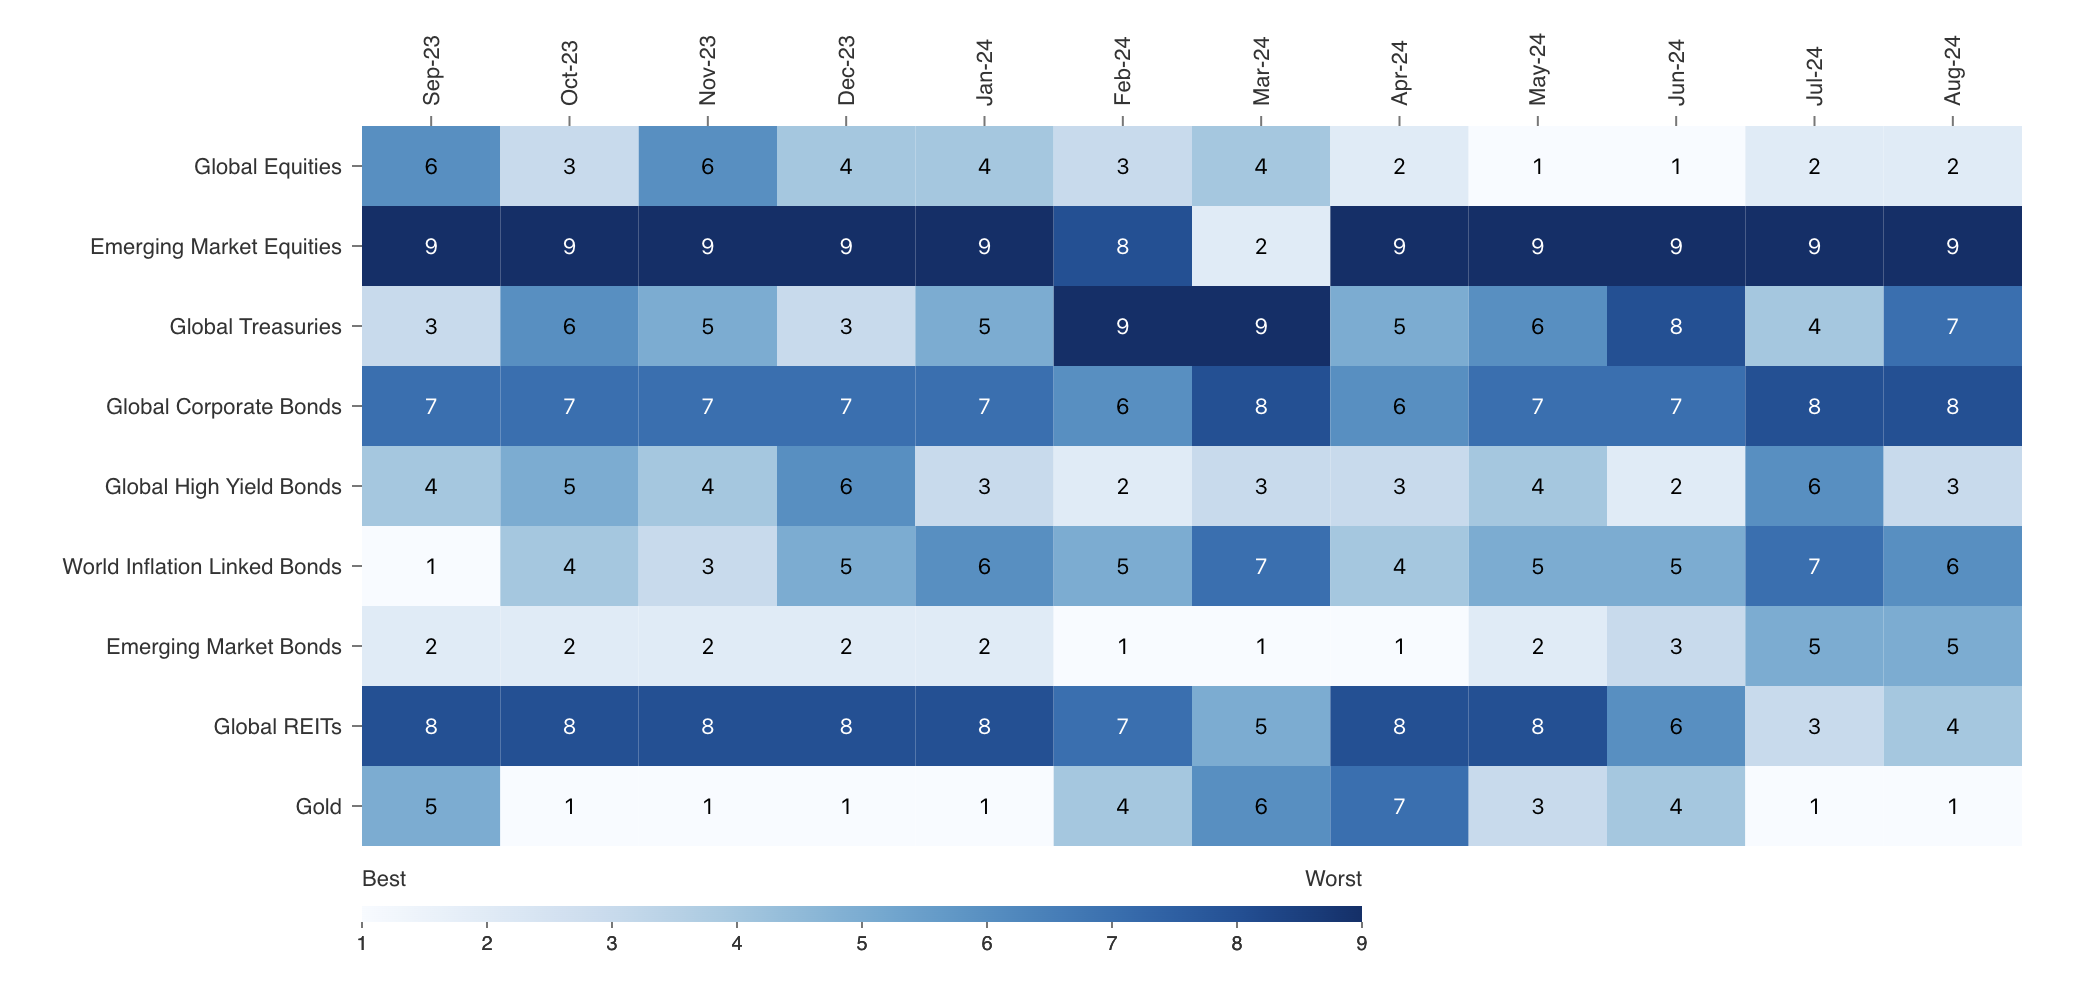 Sep-23 Oct-23 Nov-23 Dec-23 Jan-24 Feb-24 Mar-24 Apr-24 May-24 Jun-24 Jul-24 Aug-24
Global Equities 6 3 6 4 4 3 4 2 1 1 2 2
Emerging Market Equities 9 9 9 9 9 8 2 9 9 9 9 9
Global Treasuries 3 6 5 3 5 9 9 5 6 8 4 7
Global Corporate Bonds 7 7 7 7 7 6 8 6 7 7 8 8
Global High Yield Bonds 4 5 4 6 3 2 3 3 4 2 6 3
World Inflation Linked Bonds 1 4 3 5 6 5 7 4 5 5 7 6
Emerging Market Bonds 2 2 2 2 2 1 1 1 2 3 5 5
Global REITs 8 8 8 8 8 7 5 8 8 6 3 4
Gold 5 1 1 1 1 4 6 7 3 4 1 1
Best Worst
1 2 3 4 5 6 7 8 9